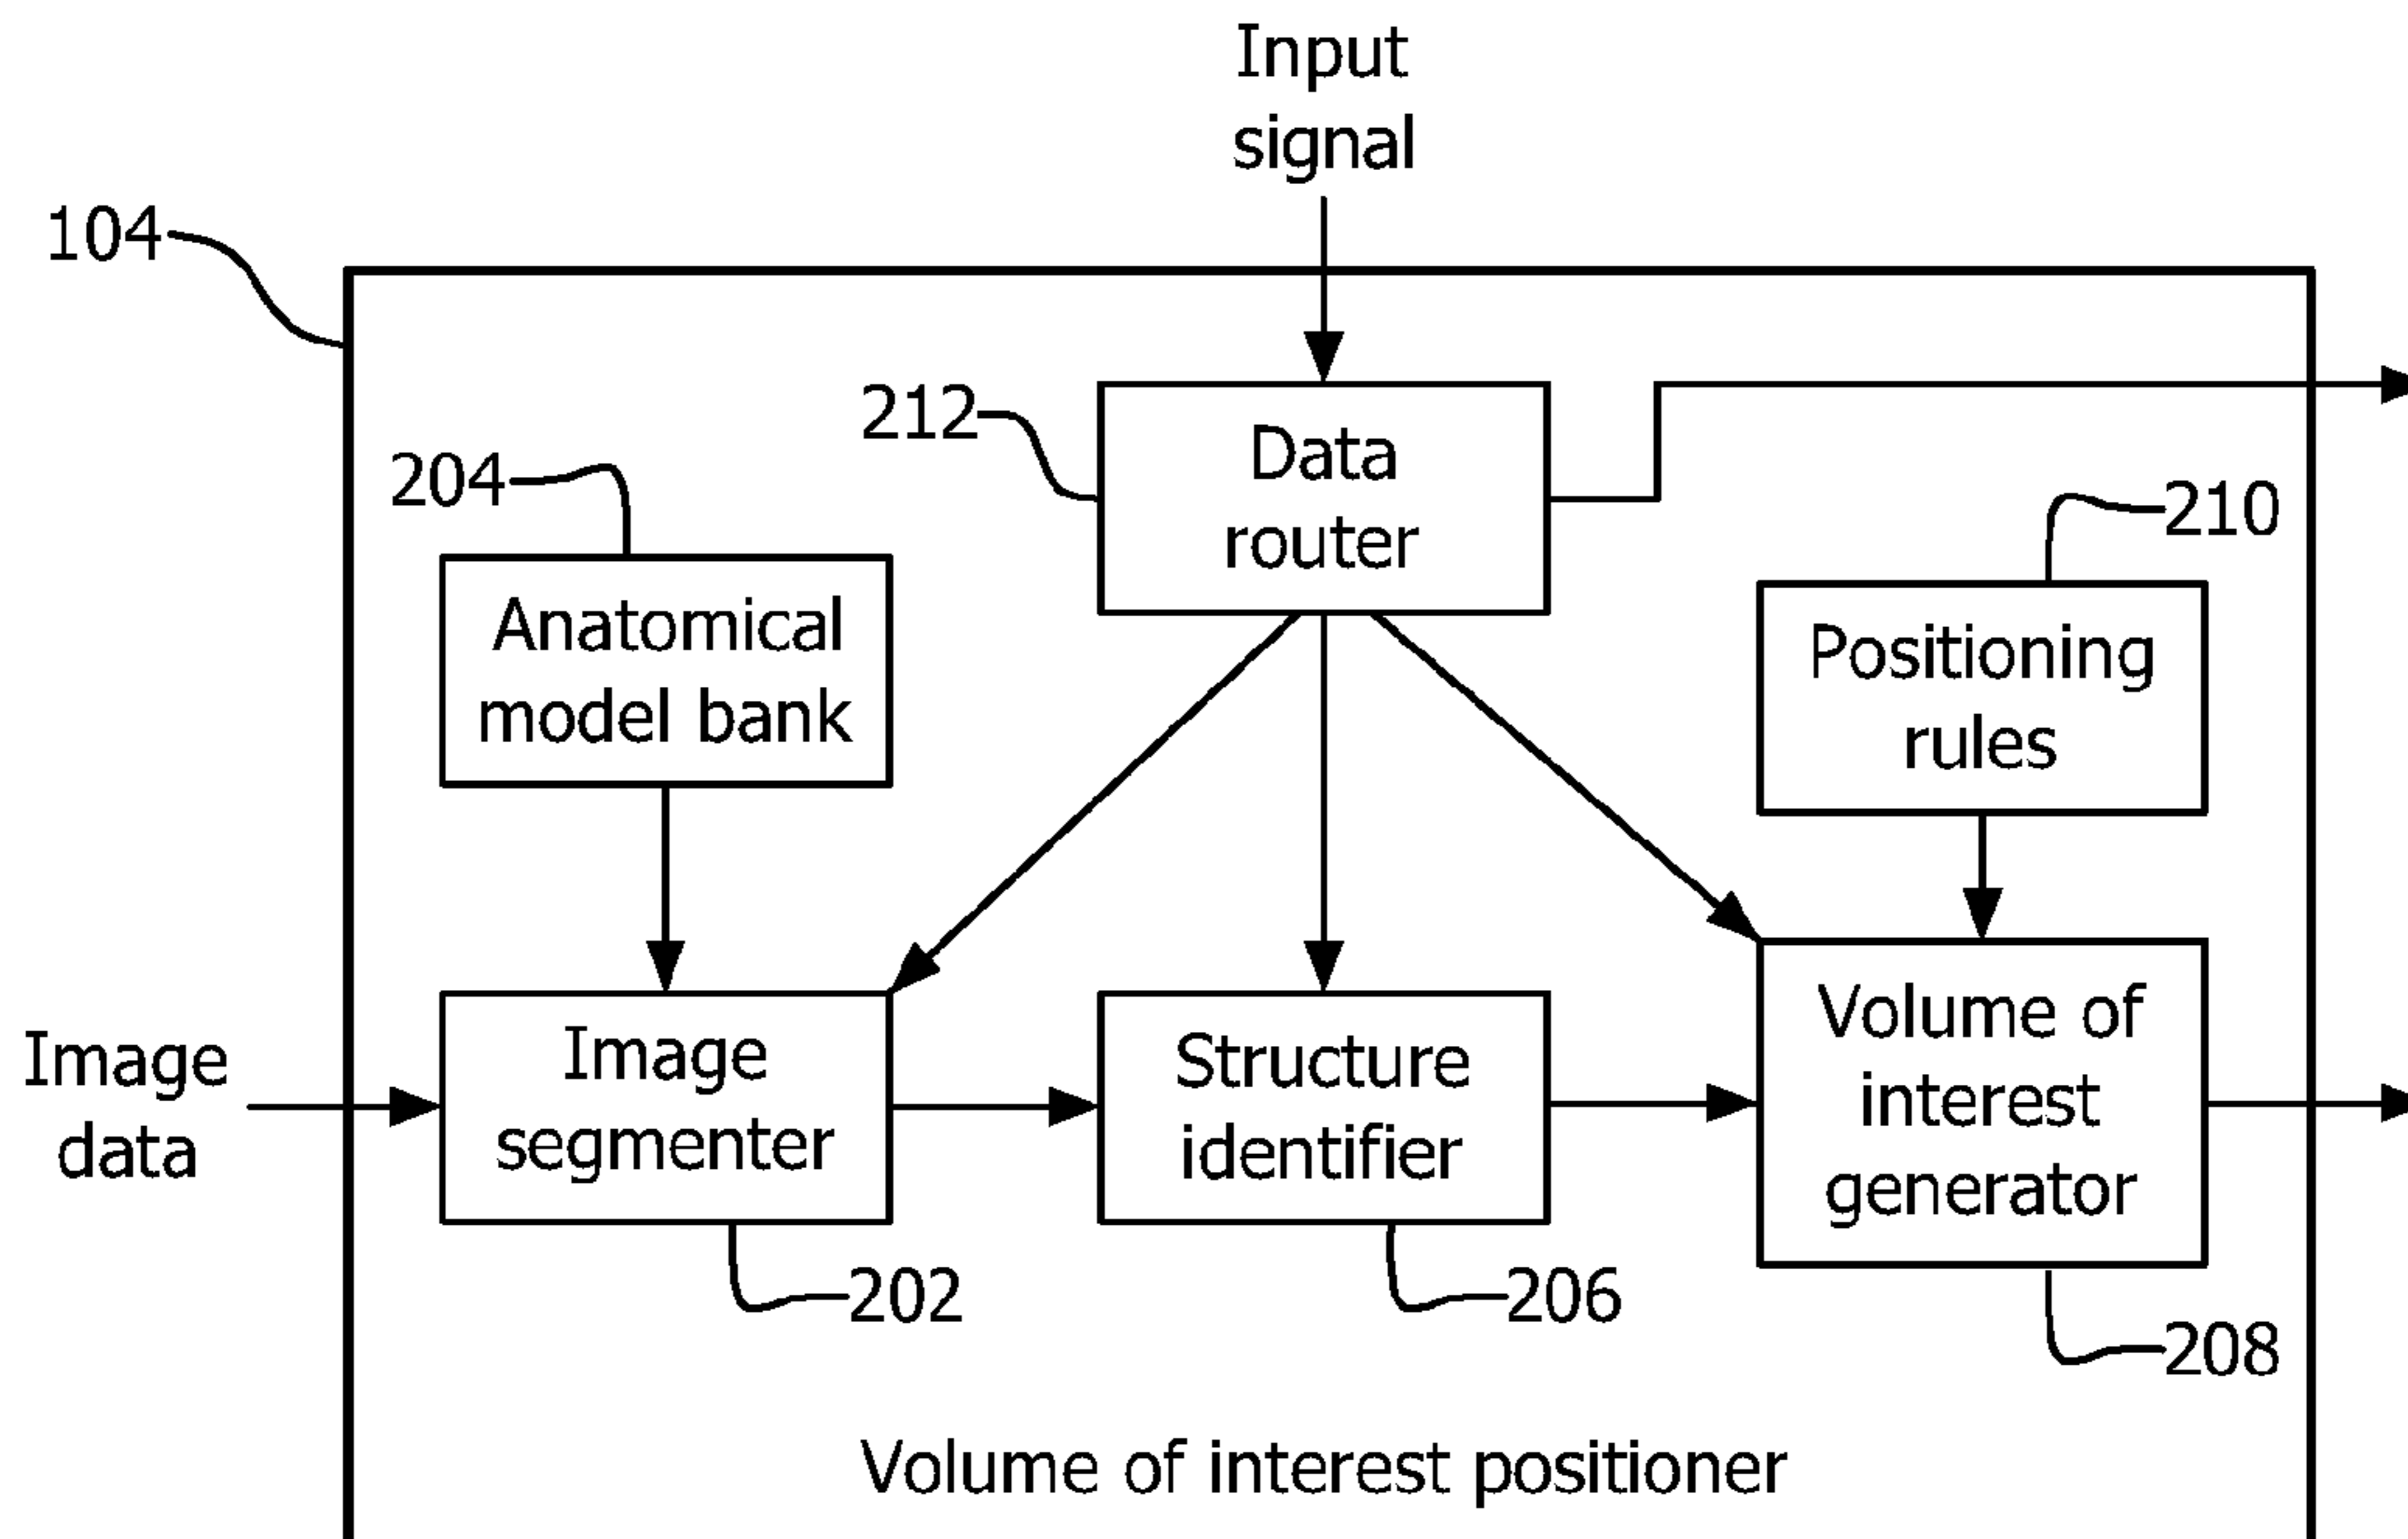 Input
signal
104
212
Data
router
204
Anatomical
model bank
210
Positioning
rules
Image
data
Image
segmenter
202
Structure
identifier
206
Volume of
interest
generator
208
Volume of interest positioner